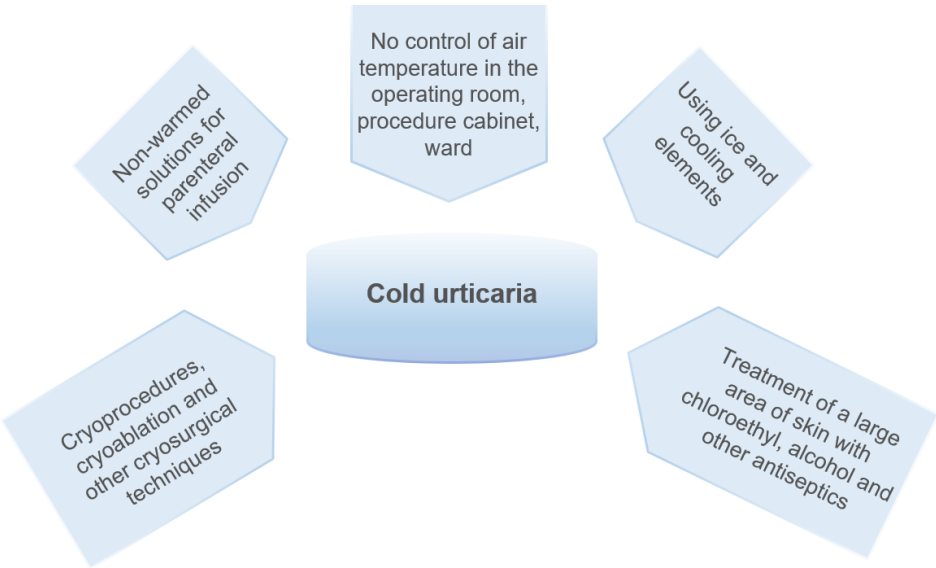 No control of air
temperature in the
operating room,
procedure cabinet,
ward
Non-warmed
solutions for
parenteral
infusion
Using ice and
cooling
elements
Cold urticaria
Cryoprocedures,
cryoablation and
other cryosurgical
techniques
Treatment of a large
area of skin with
chloroethyl, alcohol and
other antiseptics